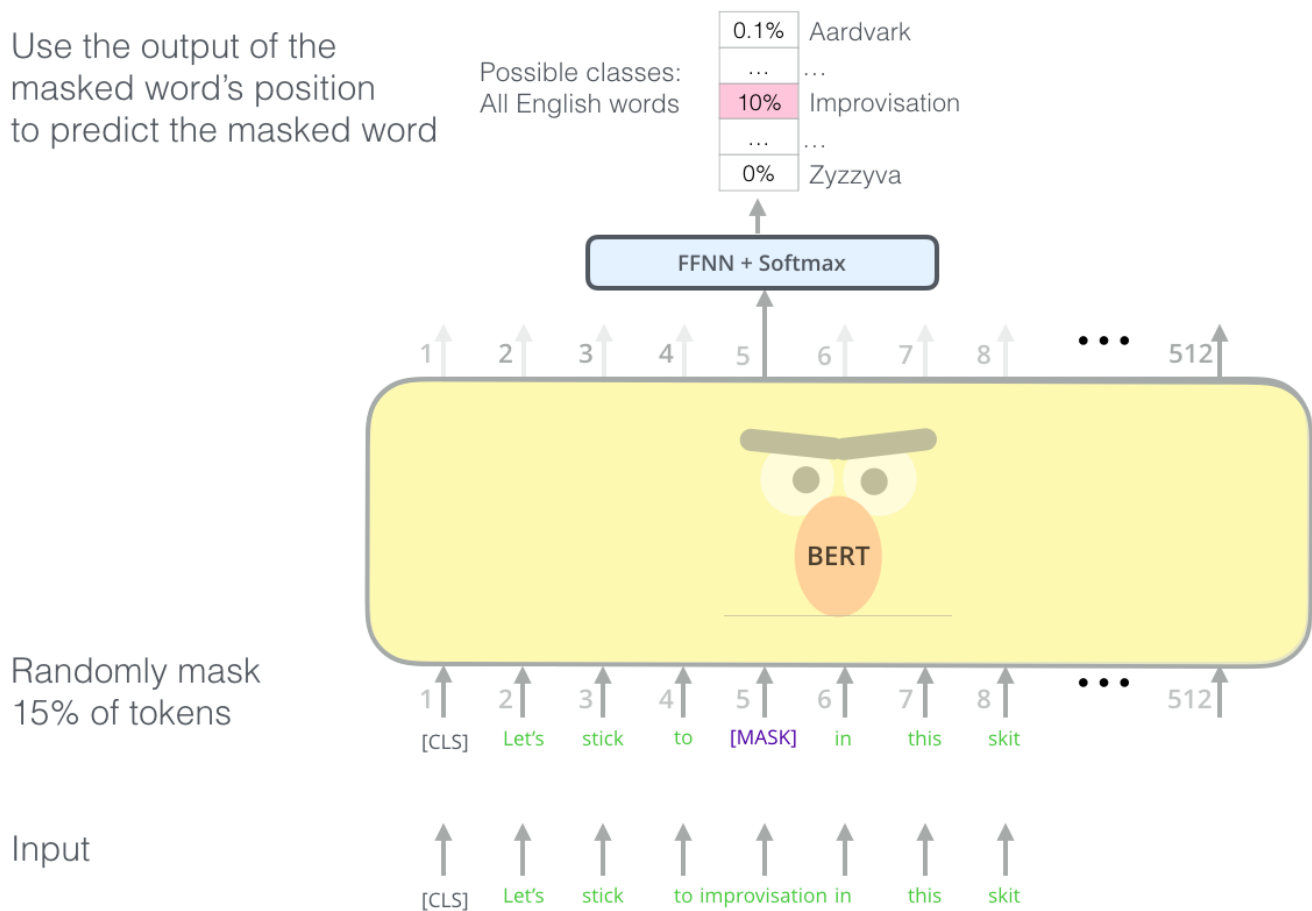 Use the output of the
masked word’s position
to predict the masked word
Possible classes:
All English words
0.1% Aardvark
... ...
10% Improvisation
... ...
0% Zyzzyva
FFNN + Softmax
1 2 3 4 5 6 7 8 ... 512
BERT
Randomly mask
15% of tokens
1 2 3 4 5 6 7 8 ... 512
[CLS] Let's stick to [MASK] in this skit
Input
[CLS] Let's stick to improvisation in this skit